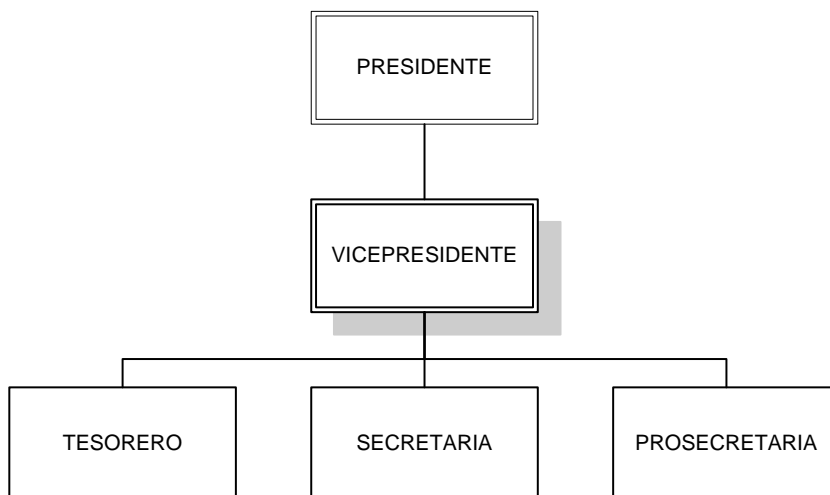 PRESIDENTE
VICEPRESIDENTE
TESORERO
SECRETARIA
PROSECRETARIA